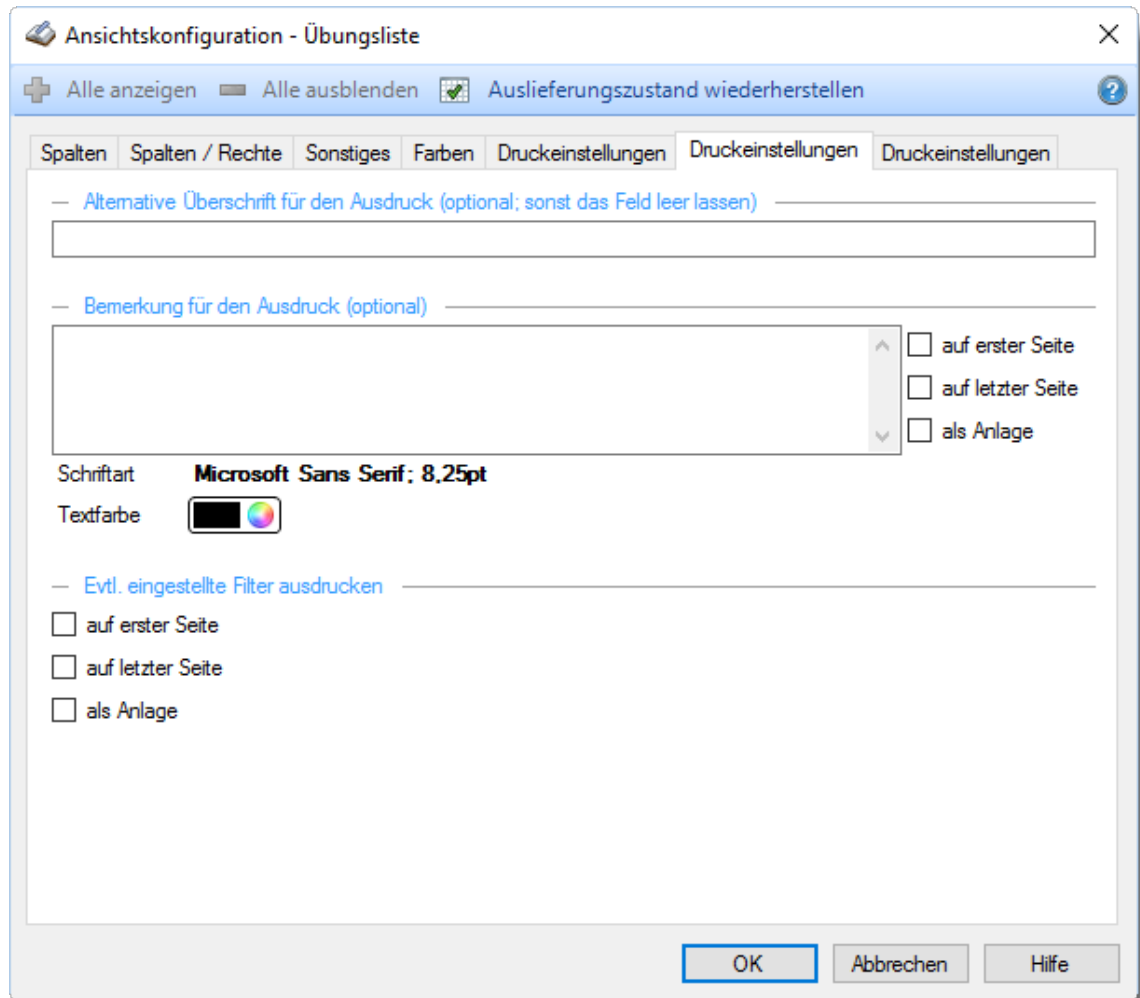 Ansichtskonfiguration - Übungsliste
Alle anzeigen Alle ausblenden Auslieferungszustand wiederherstellen ?
Spalten Spalten / Rechte Sonstiges Farben Druckeinstellungen Druckeinstellungen Druckeinstellungen
Alternative Überschrift für den Ausdruck (optional; sonst das Feld leer lassen)
Bemerkung für den Ausdruck (optional)
auf erster Seite
auf letzter Seite
als Anlage
Schriftart Microsoft Sans Serif; 8,25pt
Textfarbe
Evtl. eingestellte Filter ausdrucken
auf erster Seite
auf letzter Seite
als Anlage
OK Abbrechen Hilfe